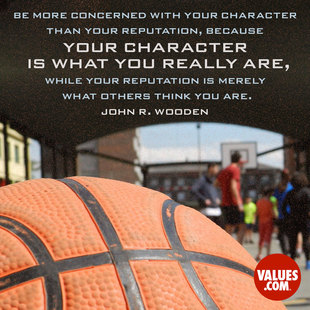 BE MORE CONCERNED WITH YOUR CHARACTER
THAN YOUR REPUTATION, BECAUSE
YOUR CHARACTER
IS WHAT YOU REALLY ARE,
WHILE YOUR REPUTATION IS MERELY
WHAT OTHERS THINK YOU ARE.
JOHN R. WOODEN
VALUES
.COM